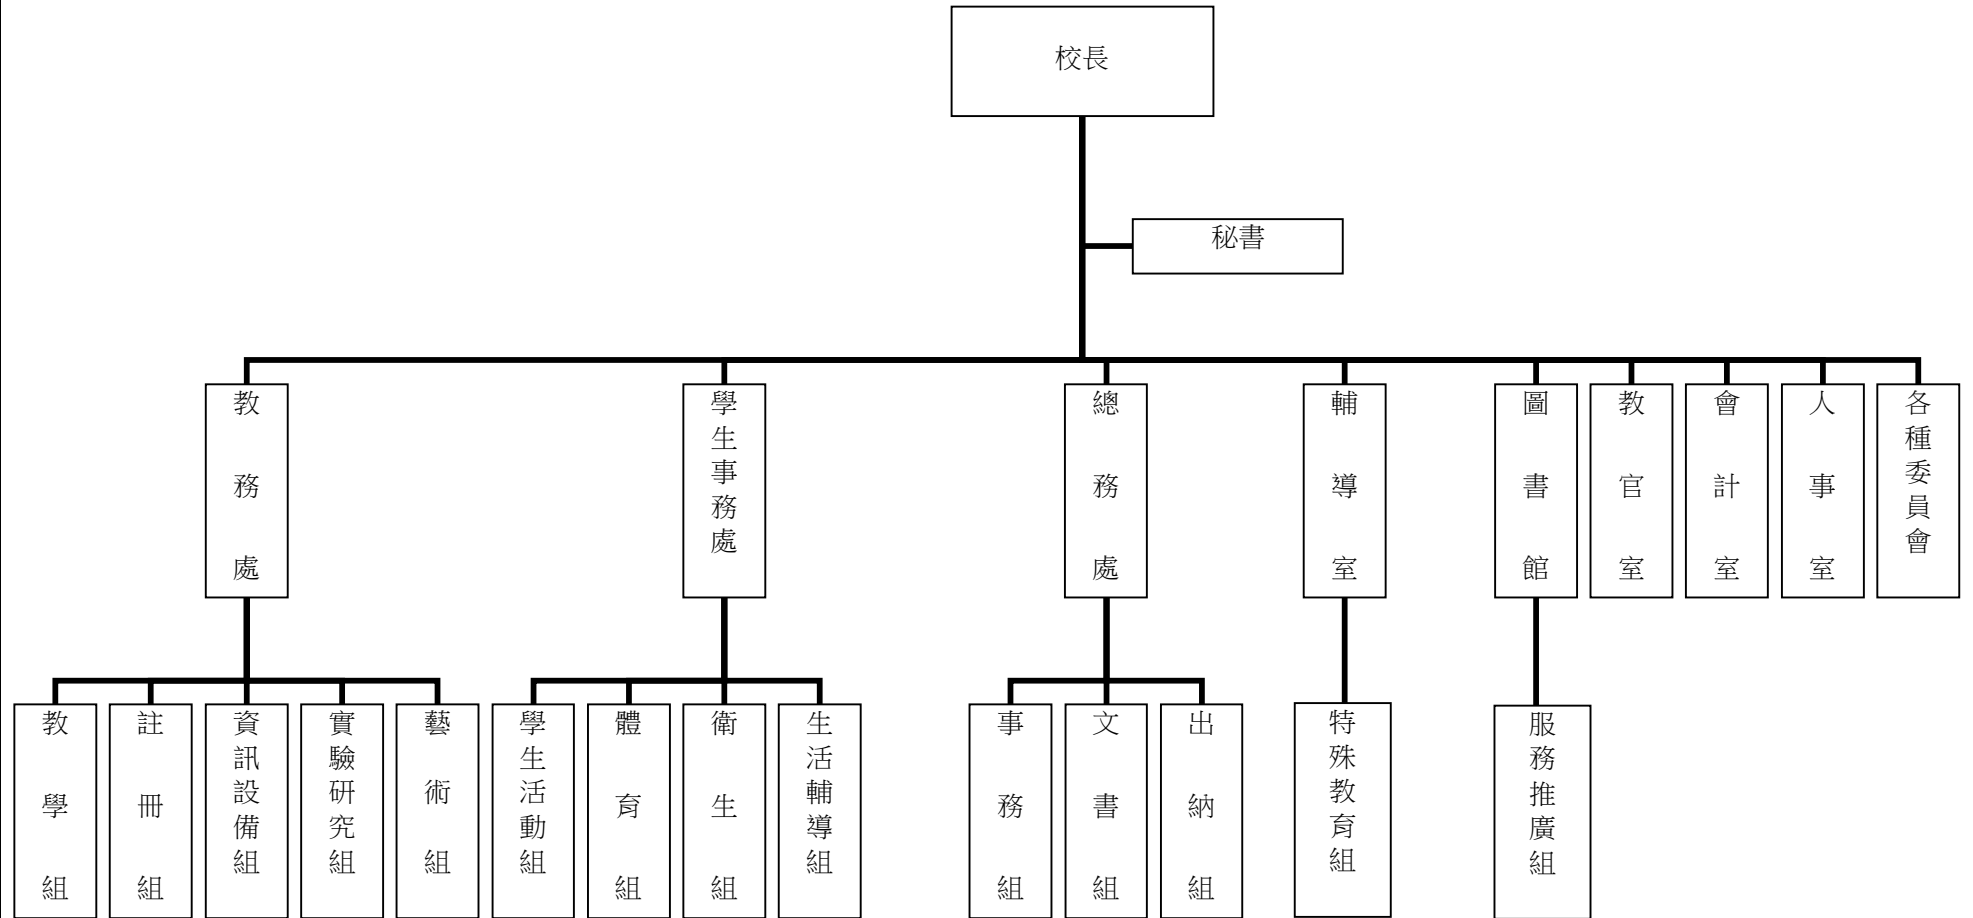 校長
秘書
教務處
學生事務處
總務處
輔導室
圖書館
教官室
會計室
人事室
各種委員會
教學組
註冊組
資訊設備組
實驗研究組
藝術組
學生活動組
體育組
衛生組
生活輔導組
事務組
文書組
出納組
特殊教育組
服務推廣組